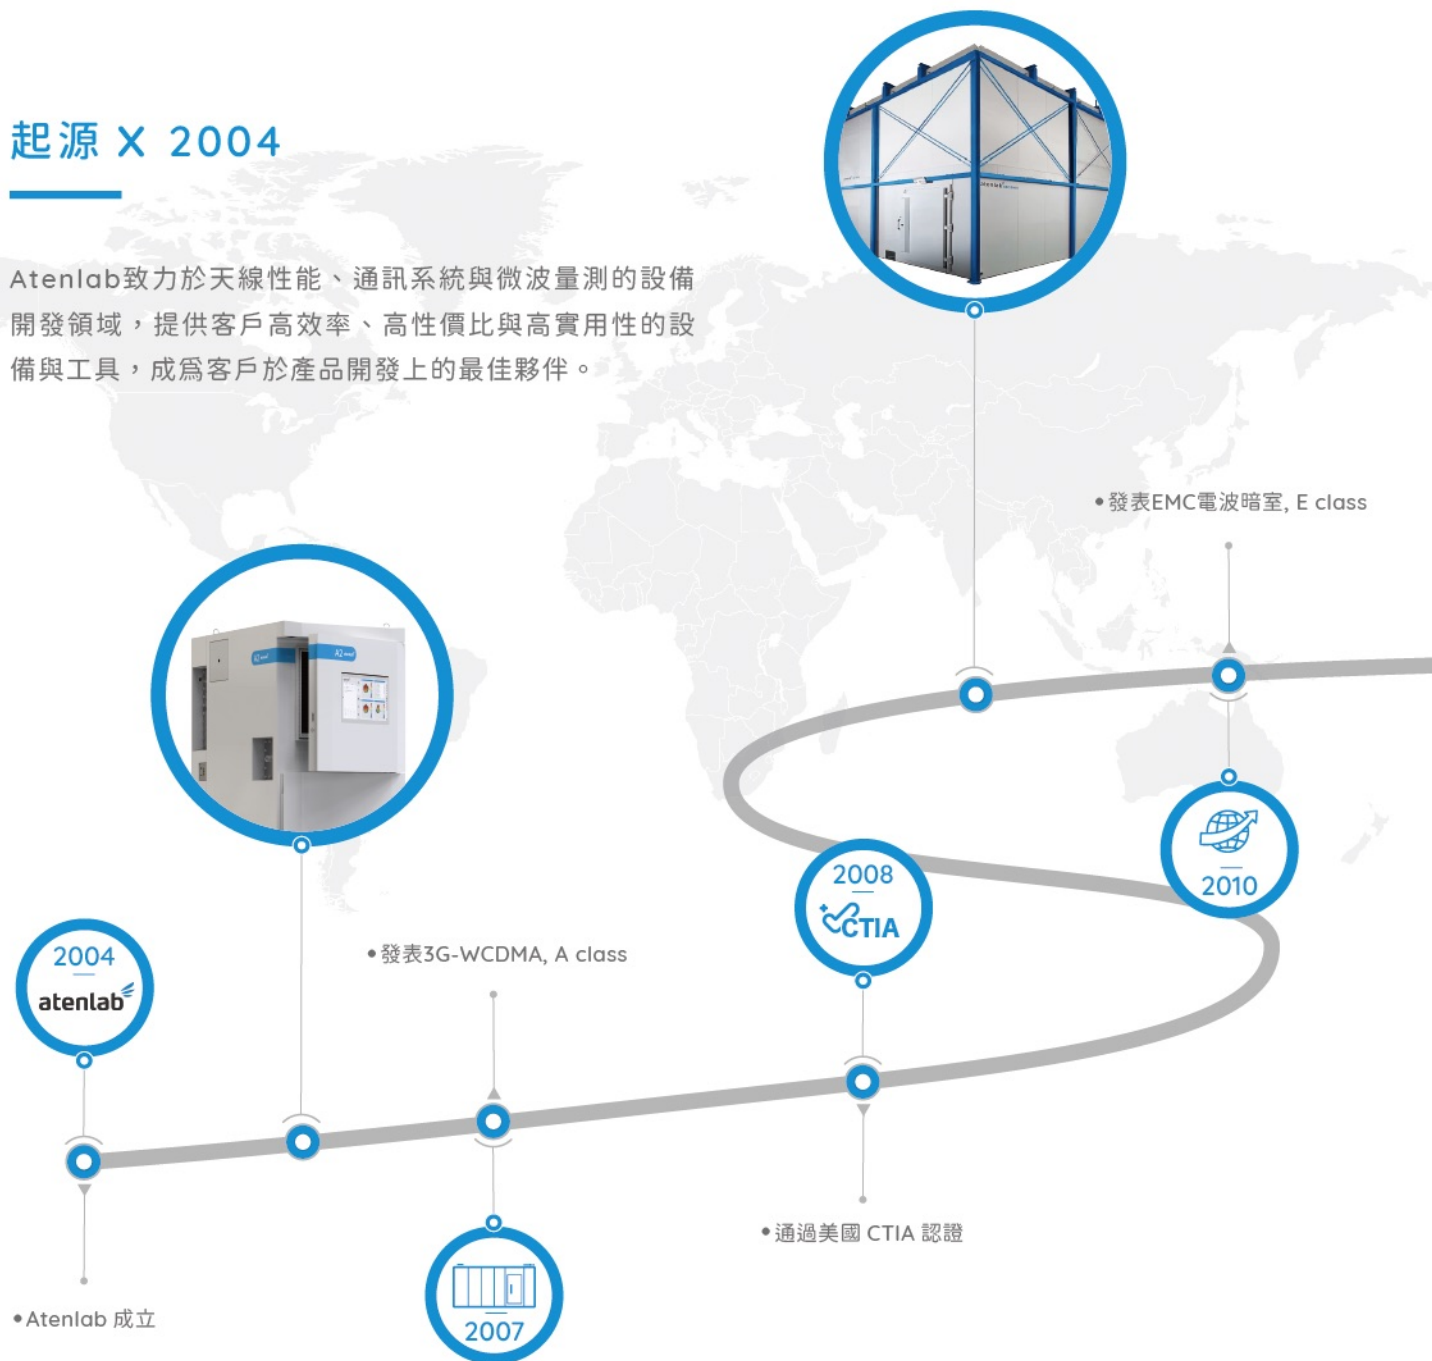 起源 X 2004
Atenlab致力於天線性能、通訊系統與微波量測的設備
開發領域，提供客戶高效率、高性價比與高實用性的設
備與工具，成爲客戶於產品開發上的最佳夥伴。
atenlab
•發表EMC電波暗室, E class
A2
A2
2010
2008
CTIA
•發表3G-WCDMA, A class
2004
atenlab
•通過美國 CTIA 認證
•Atenlab 成立
2007